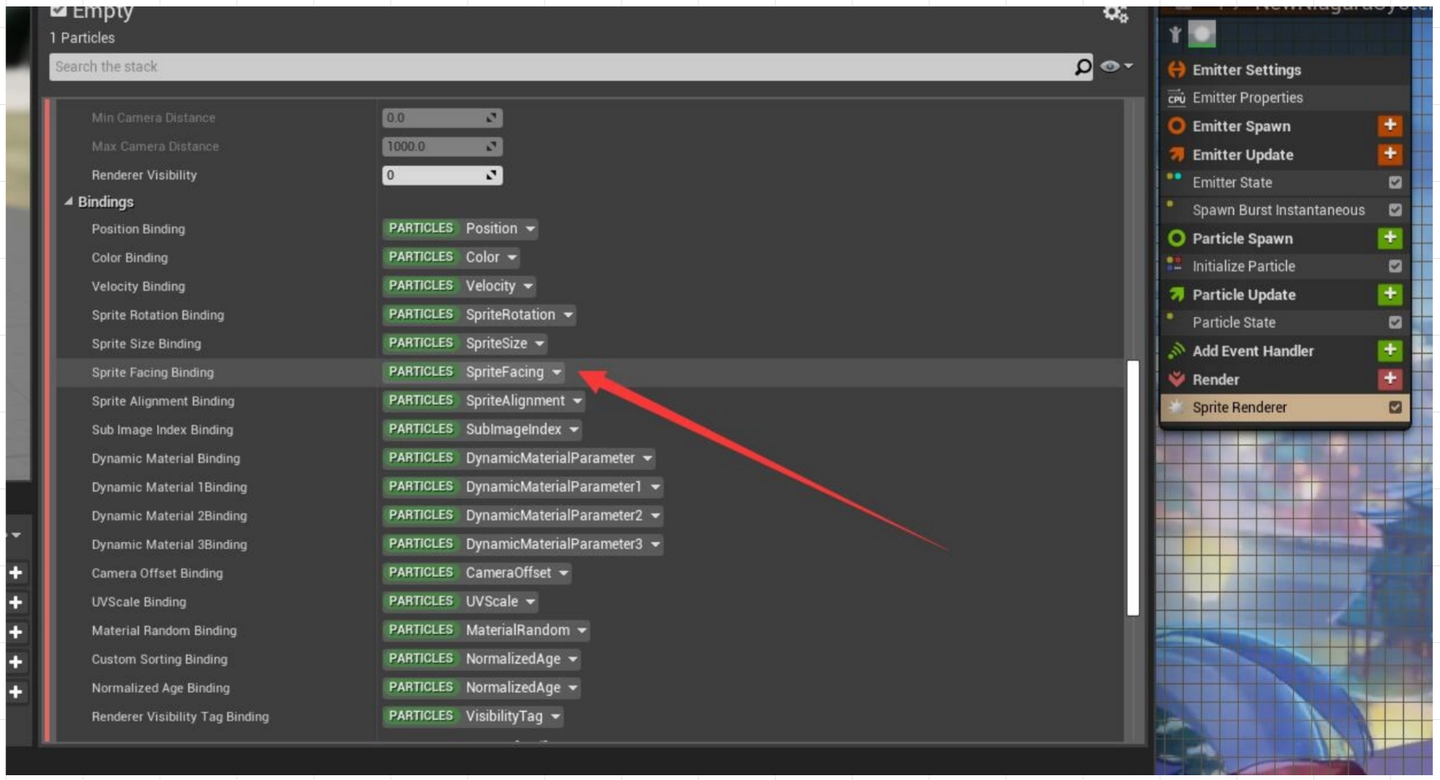 Empty
1 Particles
Search the stack
Min Camera Distance 0.0
Max Camera Distance 1000.0
Renderer Visibility 0
Bindings
Position Binding PARTICLES Position
Color Binding PARTICLES Color
Velocity Binding PARTICLES Velocity
Sprite Rotation Binding PARTICLES SpriteRotation
Sprite Size Binding PARTICLES SpriteSize
Sprite Facing Binding PARTICLES SpriteFacing
Sprite Alignment Binding PARTICLES SpriteAlignment
Sub Image Index Binding PARTICLES SubImageIndex
Dynamic Material Binding PARTICLES DynamicMaterialParameter
Dynamic Material 1Binding PARTICLES DynamicMaterialParameter1
Dynamic Material 2Binding PARTICLES DynamicMaterialParameter2
Dynamic Material 3Binding PARTICLES DynamicMaterialParameter3
Camera Offset Binding PARTICLES CameraOffset
UVScale Binding PARTICLES UVScale
Material Random Binding PARTICLES MaterialRandom
Custom Sorting Binding PARTICLES NormalizedAge
Normalized Age Binding PARTICLES NormalizedAge
Renderer Visibility Tag Binding PARTICLES VisibilityTag
Emitter Settings
CPU Emitter Properties
Emitter Spawn
Emitter Update
Emitter State
Spawn Burst Instantaneous
Particle Spawn
Initialize Particle
Particle Update
Particle State
Add Event Handler
Render
Sprite Renderer